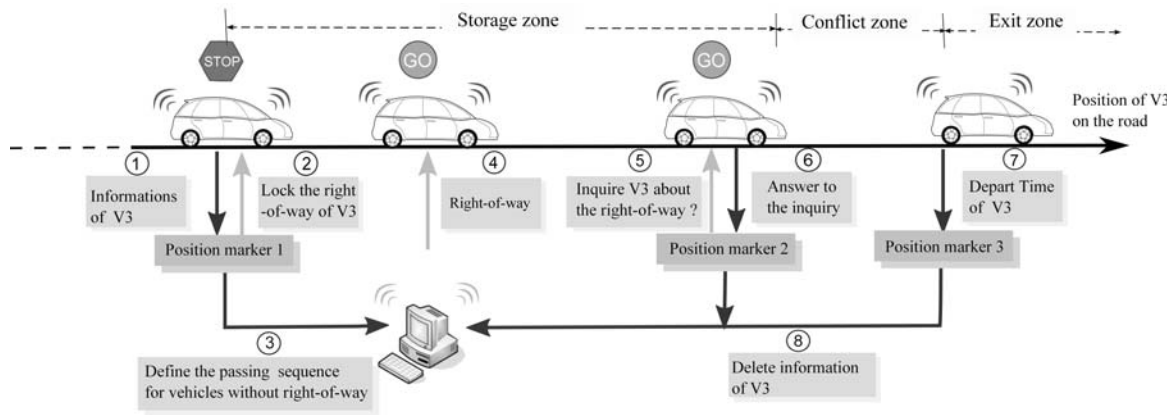 Storage zone
Conflict zone
Exit zone
STOP
GO
GO
Position of V3
on the road
1
2
4
5
6
7
Informations
of V3
Lock the right
-of-way of V3
Right-of-way
Inquire V3 about
the right-of-way ?
Answer to
the inquiry
Depart Time
of V3
Position marker 1
Position marker 2
Position marker 3
3
8
Define the passing sequence
for vehicles without right-of-way
Delete information
of V3